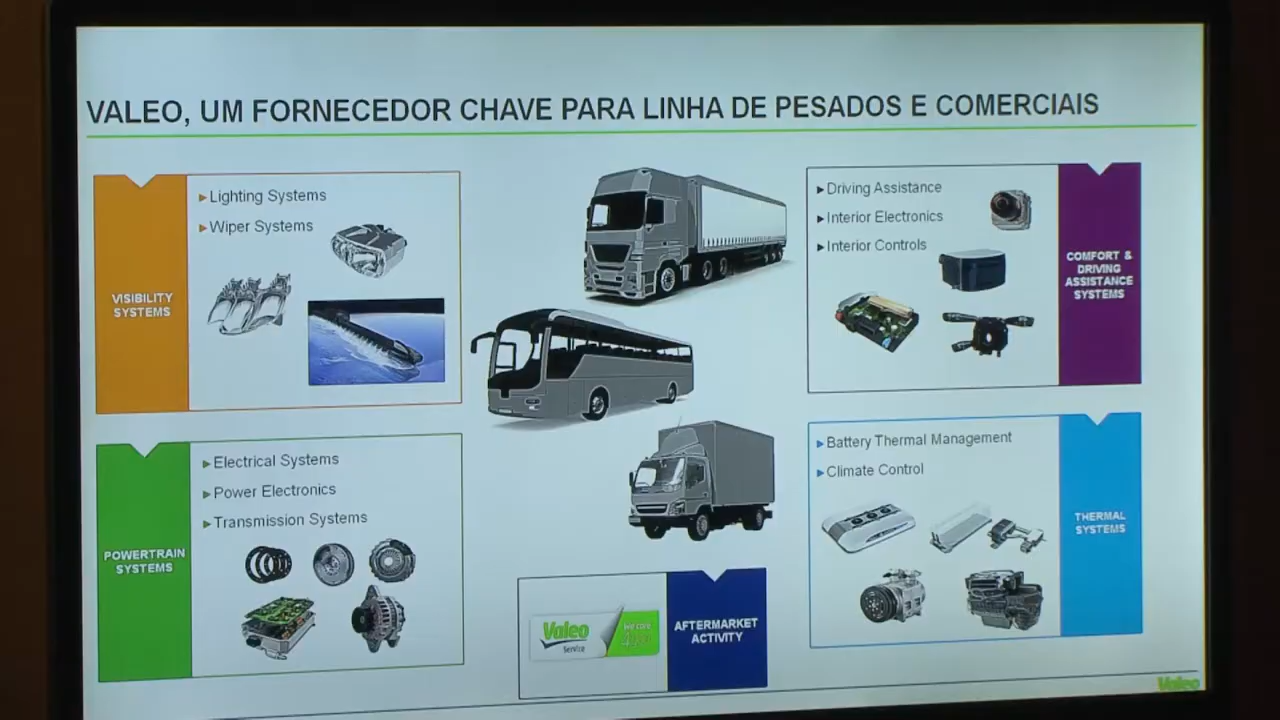 VALEO, UM FORNECEDOR CHAVE PARA LINHA DE PESADOS E COMERCIAIS
VISIBILITY
SYSTEMS
Lighting Systems
Wiper Systems
Driving Assistance
Interior Electronics
Interior Controls
COMFORT &
DRIVING
ASSISTANCE
SYSTEMS
POWERTRAIN
SYSTEMS
Electrical Systems
Power Electronics
Transmission Systems
Battery Thermal Management
Climate Control
THERMAL
SYSTEMS
Valeo
Service
We care
AFTERMARKET
ACTIVITY
Valeo